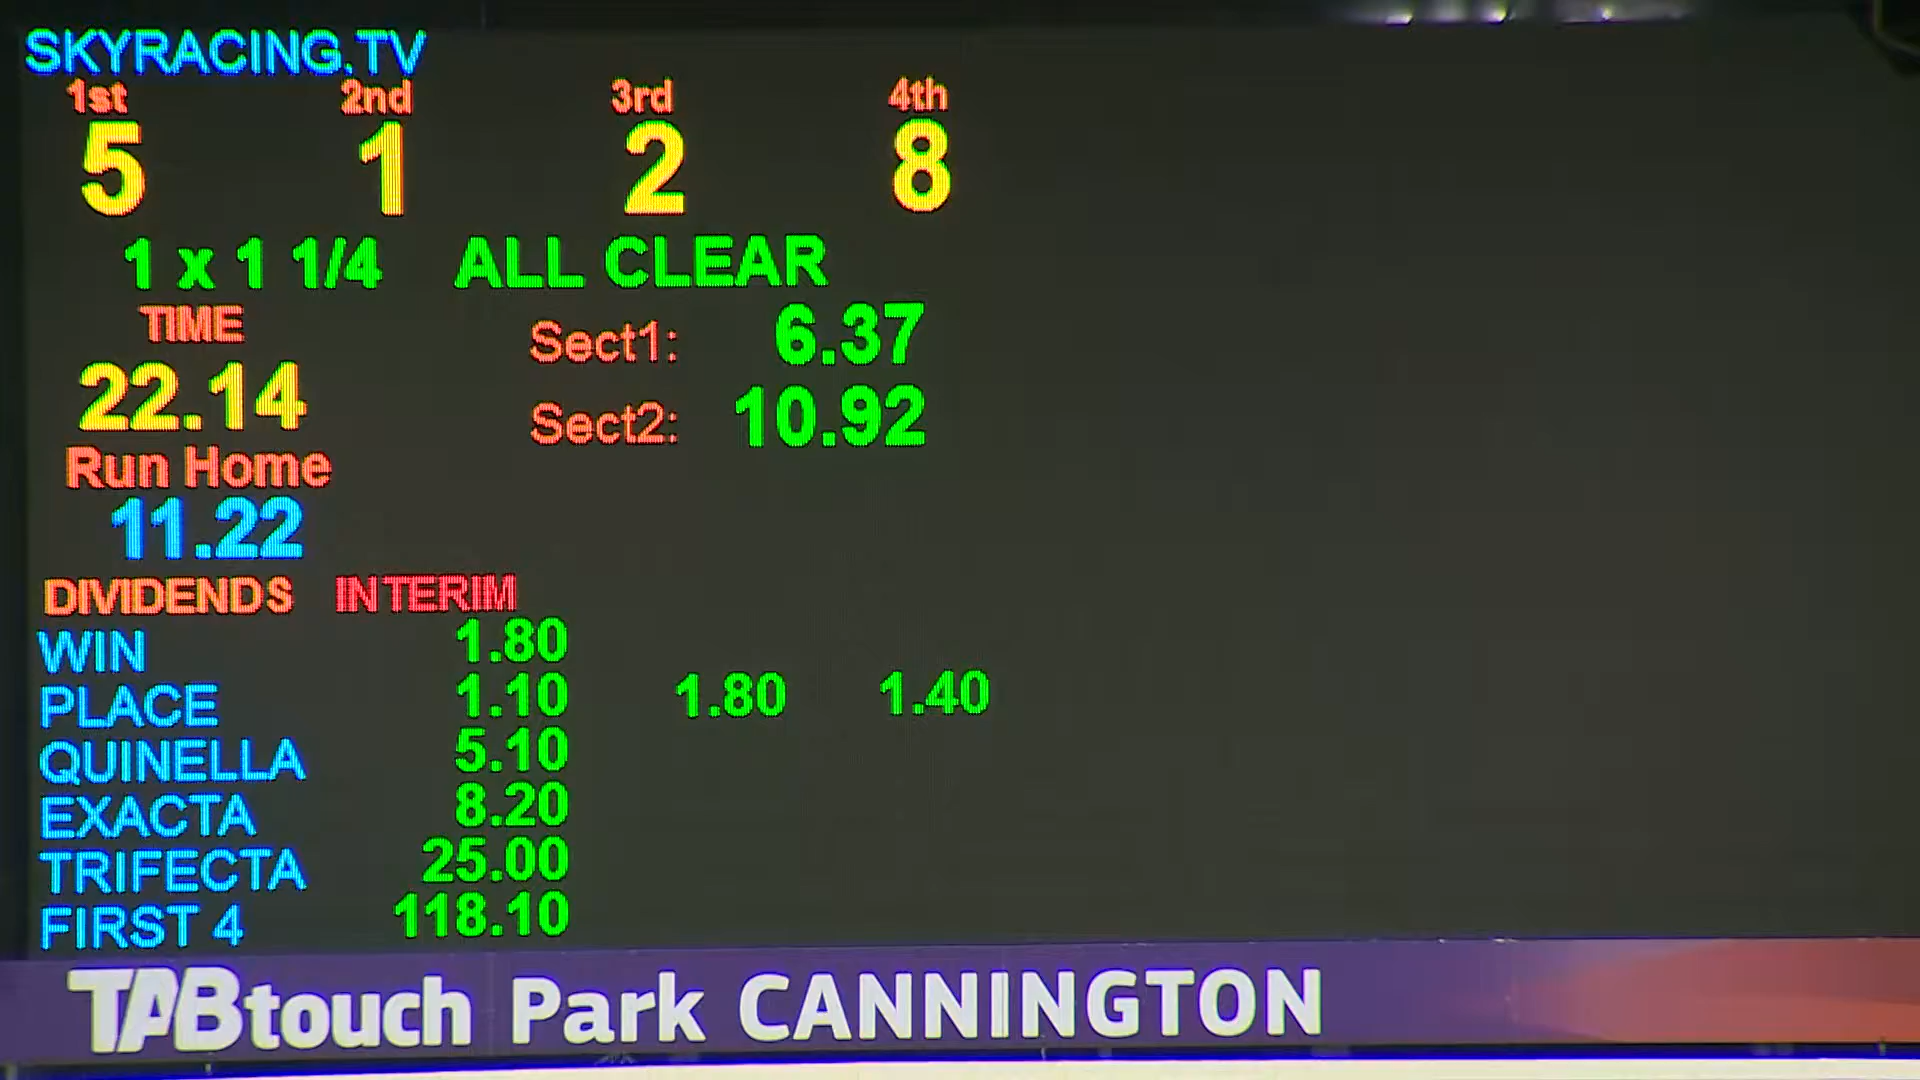 SKYRACING.TV
1st 2nd 3rd 4th
5 1 2 8
1 x 1 1/4 ALL CLEAR
TIME
Sect1: 6.37
22.14
Sect2: 10.92
Run Home
11.22
DIVIDENDS INTERIM
WIN 1.80
PLACE 1.10 1.80 1.40
QUINELLA 5.10
EXACTA 8.20
TRIFECTA 25.00
FIRST 4 118.10
TABtouch Park CANNINGTON